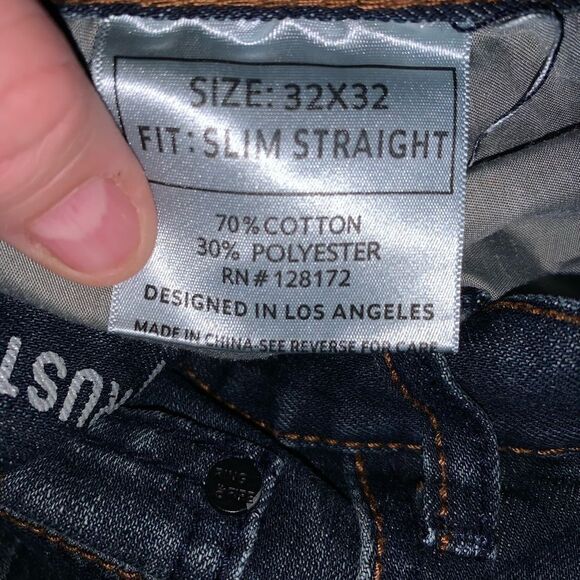 SIZE: 32X32
FIT: SLIM STRAIGHT
70% COTTON
30% POLYESTER
RN# 128172
DESIGNED IN LOS ANGELES
MADE IN CHINA SEE REVERSE FOR CARE